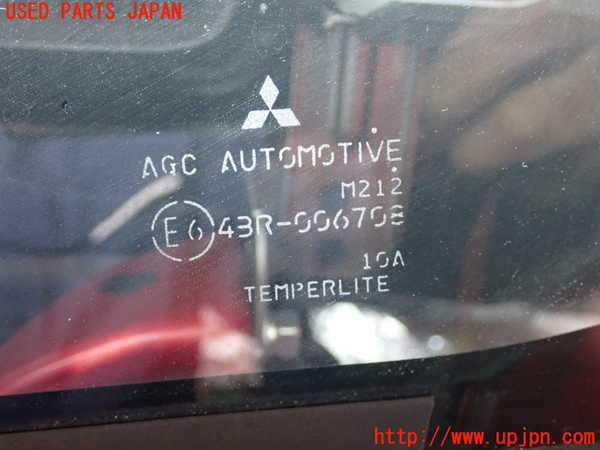 USED PARTS JAPAN
AGC AUTOMOTIVE
M212
E6 43R-006708
10A
TEMPERLITE
http://www.upjpn.com/